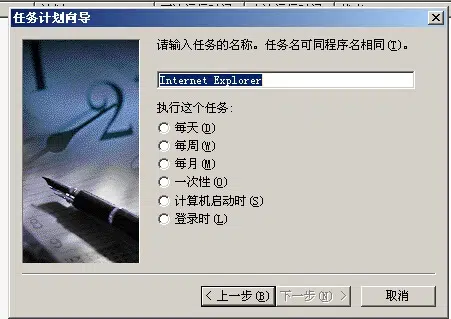 任务计划向导
请输入任务的名称。任务名可同程序名相同(T)。
Internet Explorer
执行这个任务:
每天(D)
每周(W)
每月(M)
一次性(O)
计算机启动时(S)
登录时(L)
< 上一步(B) 下一步(N) > 取消